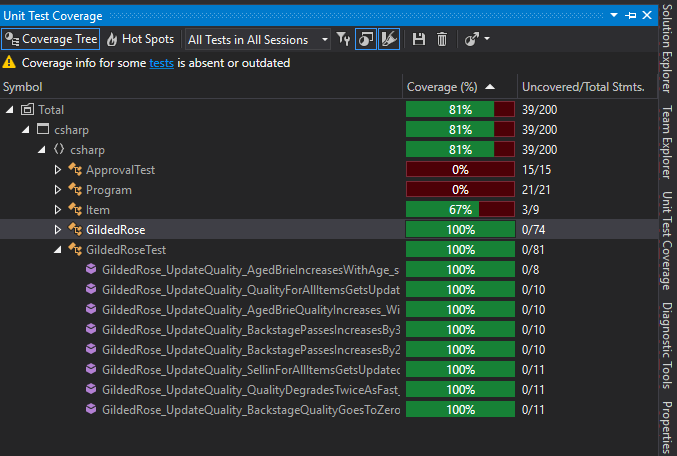 Unit Test Coverage
Coverage Tree Hot Spots All Tests in All Sessions
Coverage info for some tests is absent or outdated
Symbol Coverage (%) Uncovered/Total Stmts.
Total 81% 39/200
csharp 81% 39/200
csharp 81% 39/200
ApprovalTest 0% 15/15
Program 0% 21/21
Item 67% 3/9
GildedRose 100% 0/74
GildedRoseTest 100% 0/81
GildedRose_UpdateQuality_AgedBrieIncreasesWithAge_s 100% 0/8
GildedRose_UpdateQuality_QualityForAllItemsGetsUpdat 100% 0/10
GildedRose_UpdateQuality_AgedBrieQualityIncreases_Wi 100% 0/10
GildedRose_UpdateQuality_BackstagePassesIncreasesBy3 100% 0/10
GildedRose_UpdateQuality_BackstagePassesIncreasesBy2 100% 0/10
GildedRose_UpdateQuality_SellinForAllItemsGetsUpdated 100% 0/11
GildedRose_UpdateQuality_QualityDegradesTwiceAsFast_ 100% 0/11
GildedRose_UpdateQuality_BackstageQualityGoesToZero 100% 0/11
Solution Explorer
Team Explorer
Unit Test Coverage
Diagnostic Tools
Properties